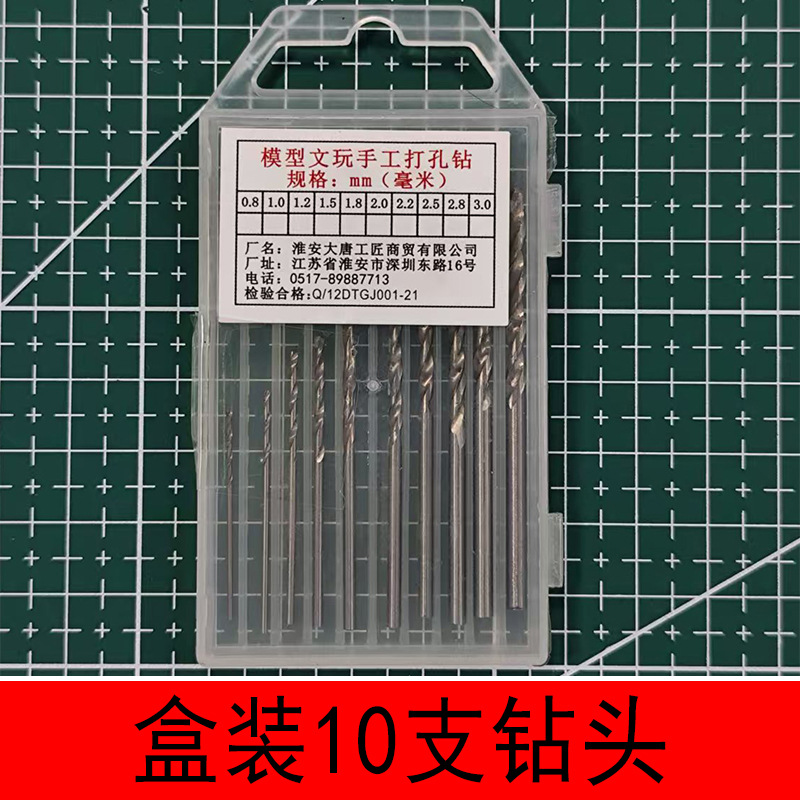 模型文玩手工打孔钻
规格：mm（毫米）
0.8 1.0 1.2 1.5 1.8 2.0 2.2 2.5 2.8 3.0
厂名：淮安大唐工匠商贸有限公司
厂址：江苏省淮安市深圳东路16号
电话：0517-89887713
检验合格:Q/12DTGJ001-21
盒装10支钻头